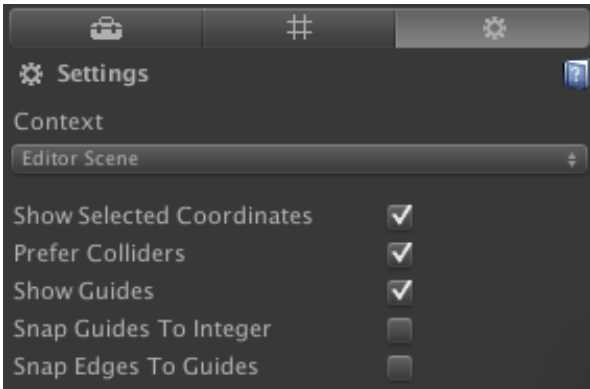 Settings
Context
Editor Scene
Show Selected Coordinates
Prefer Colliders
Show Guides
Snap Guides To Integer
Snap Edges To Guides